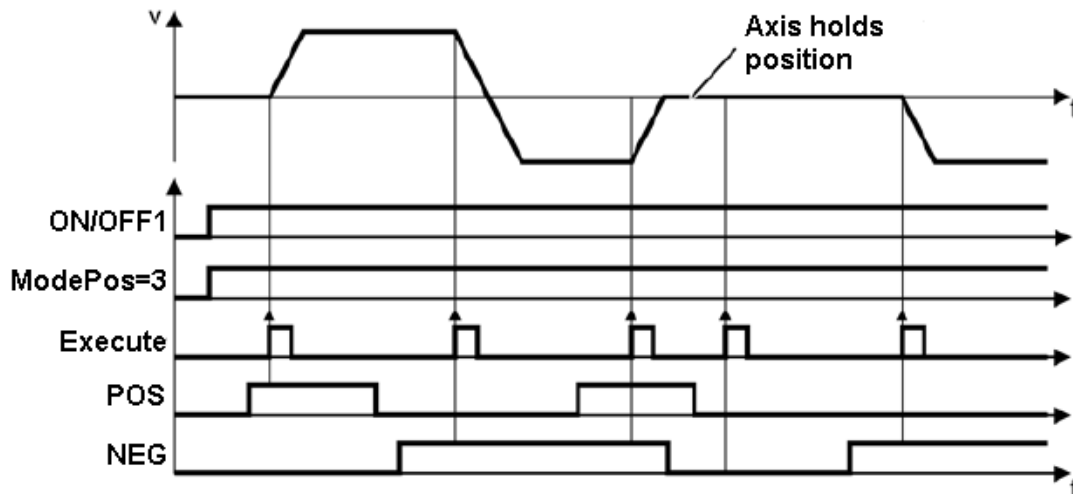 v
Axis holds
position
t
ON/OFF1
ModePos=3
Execute
POS
NEG
t